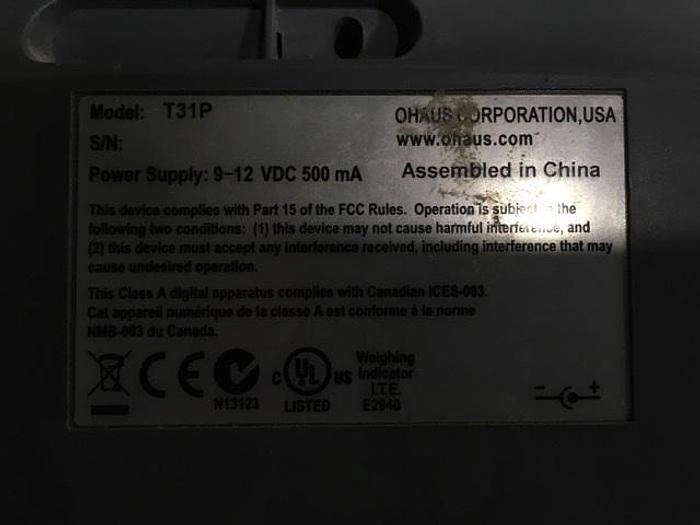 Model: T31P
S/N:
Power Supply: 9-12 VDC 500 mA
OHAUS CORPORATION,USA
www.ohaus.com
Assembled in China
This device complies with Part 15 of the FCC Rules. Operation is subject to the
following two conditions: (1) this device may not cause harmful interference, and
(2) this device must accept any interference received, including interference that may
cause undesired operation.
This Class A digital apparatus complies with Canadian ICES-003.
Cet appareil numérique de la classe A est conforme à la norme
NMB-003 du Canada.
CE
N13123
C UL US
LISTED
Weighing
Indicator
I.T.E.
E2940
- +